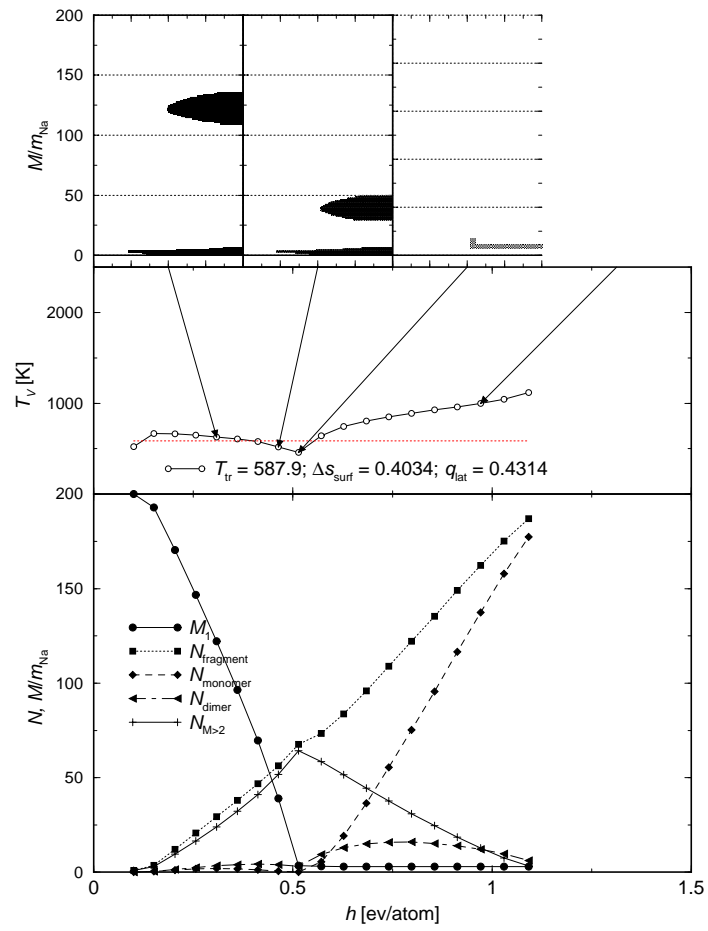 200
150
100
50
0
M/m_Na
2000
1000
T_V [K]
T_tr = 587.9; Δs_surf = 0.4034; q_lat = 0.4314
200
150
100
50
0
N, M/m_Na
M_1
N_fragment
N_monomer
N_dimer
N_M>2
0 0.5 1 1.5
h [ev/atom]